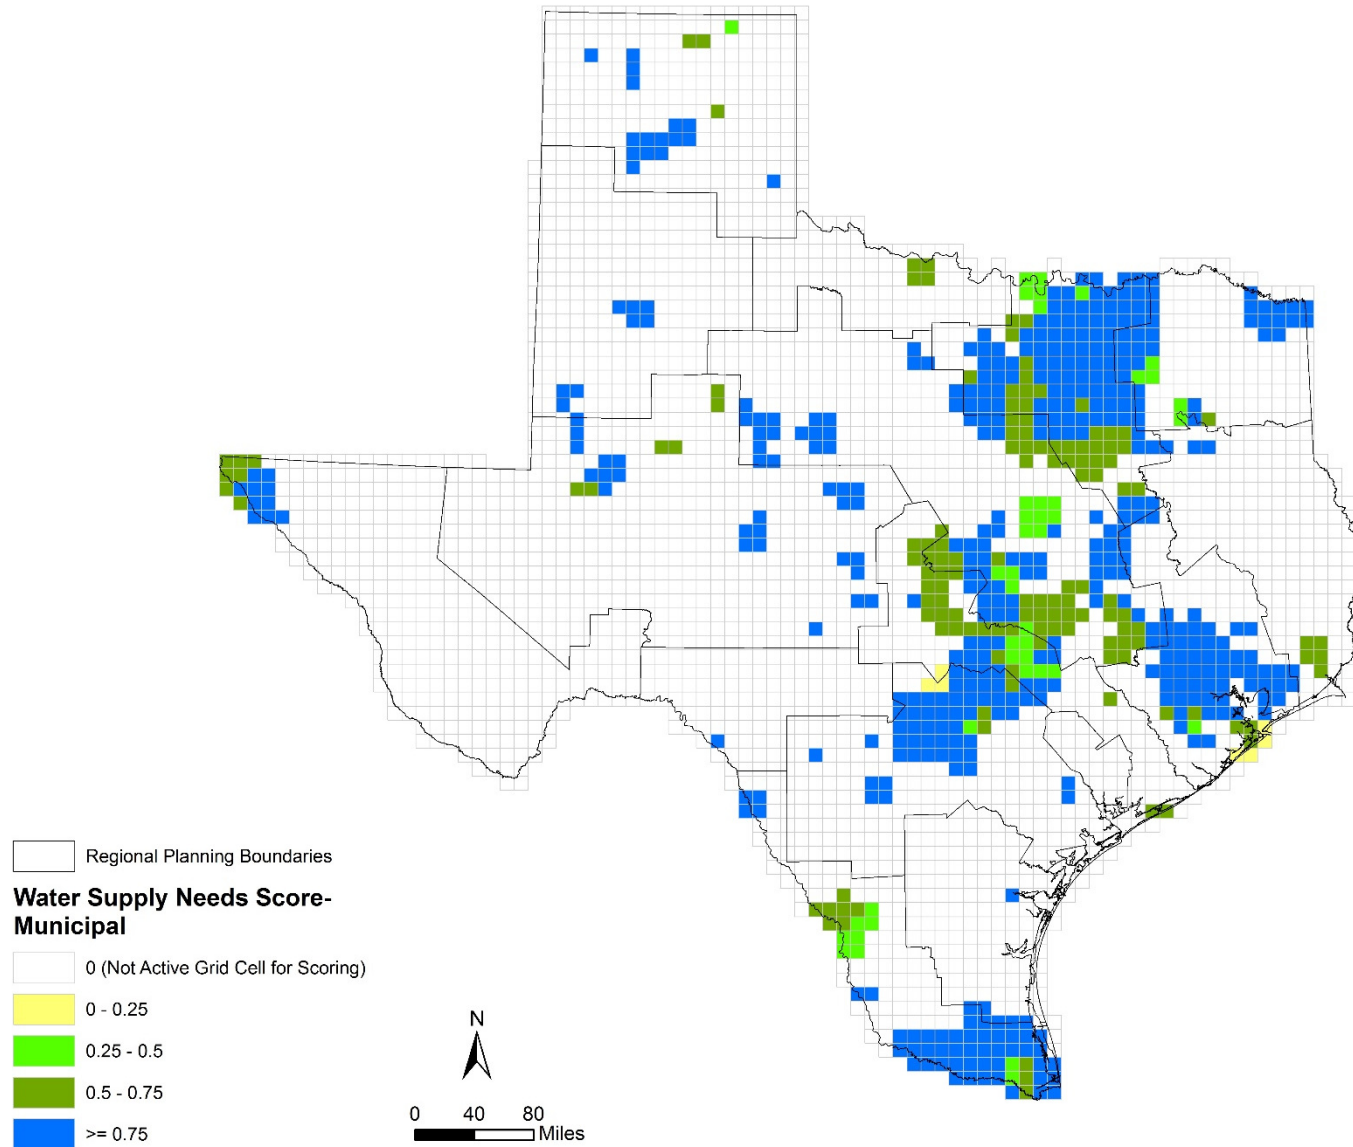 Regional Planning Boundaries
Water Supply Needs Score-
Municipal
0 (Not Active Grid Cell for Scoring)
0 - 0.25
0.25 - 0.5
0.5 - 0.75
>= 0.75
N
0 40 80
Miles